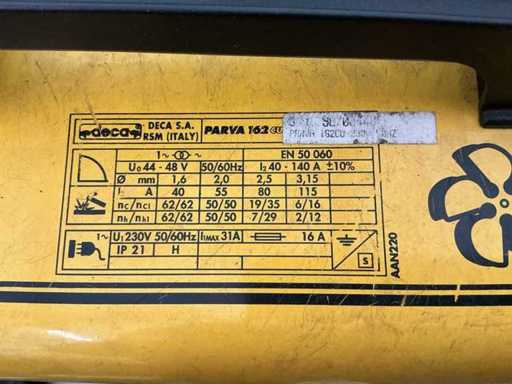 deca DECA S.A. RSM (ITALY) PARVA 162 CU
1~ EN 50 060
U0 44 - 48 V 50/60Hz I2 40 - 140 A ±10%
Ø mm 1,6 2,0 2,5 3,15
I2 A 40 55 80 115
nc/nc1 62/62 50/50 19/35 6/16
nh/nh1 62/62 50/50 7/29 2/12
1~ U1 230V 50/60Hz I1MAX 31A 16 A
IP 21 H S
AAN220